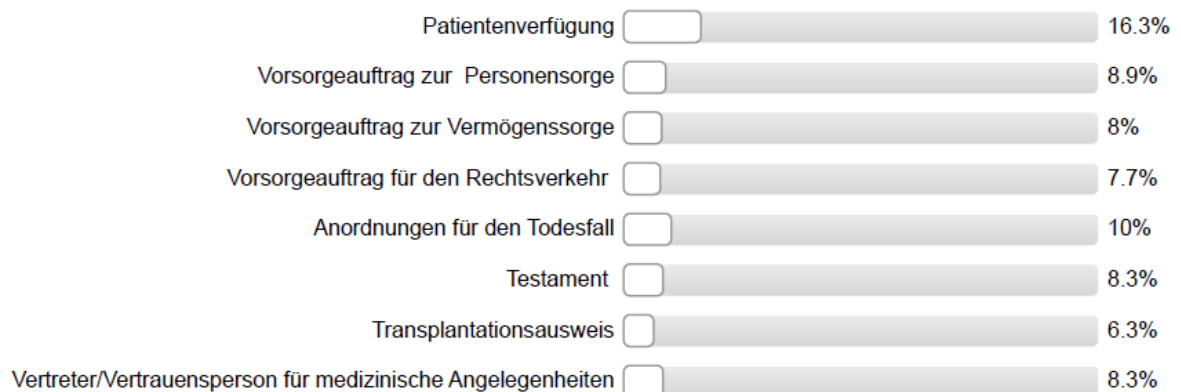 Patientenverfügung 16.3%
Vorsorgeauftrag zur Personensorge 8.9%
Vorsorgeauftrag zur Vermögenssorge 8%
Vorsorgeauftrag für den Rechtsverkehr 7.7%
Anordnungen für den Todesfall 10%
Testament 8.3%
Transplantationsausweis 6.3%
Vertreter/Vertrauensperson für medizinische Angelegenheiten 8.3%